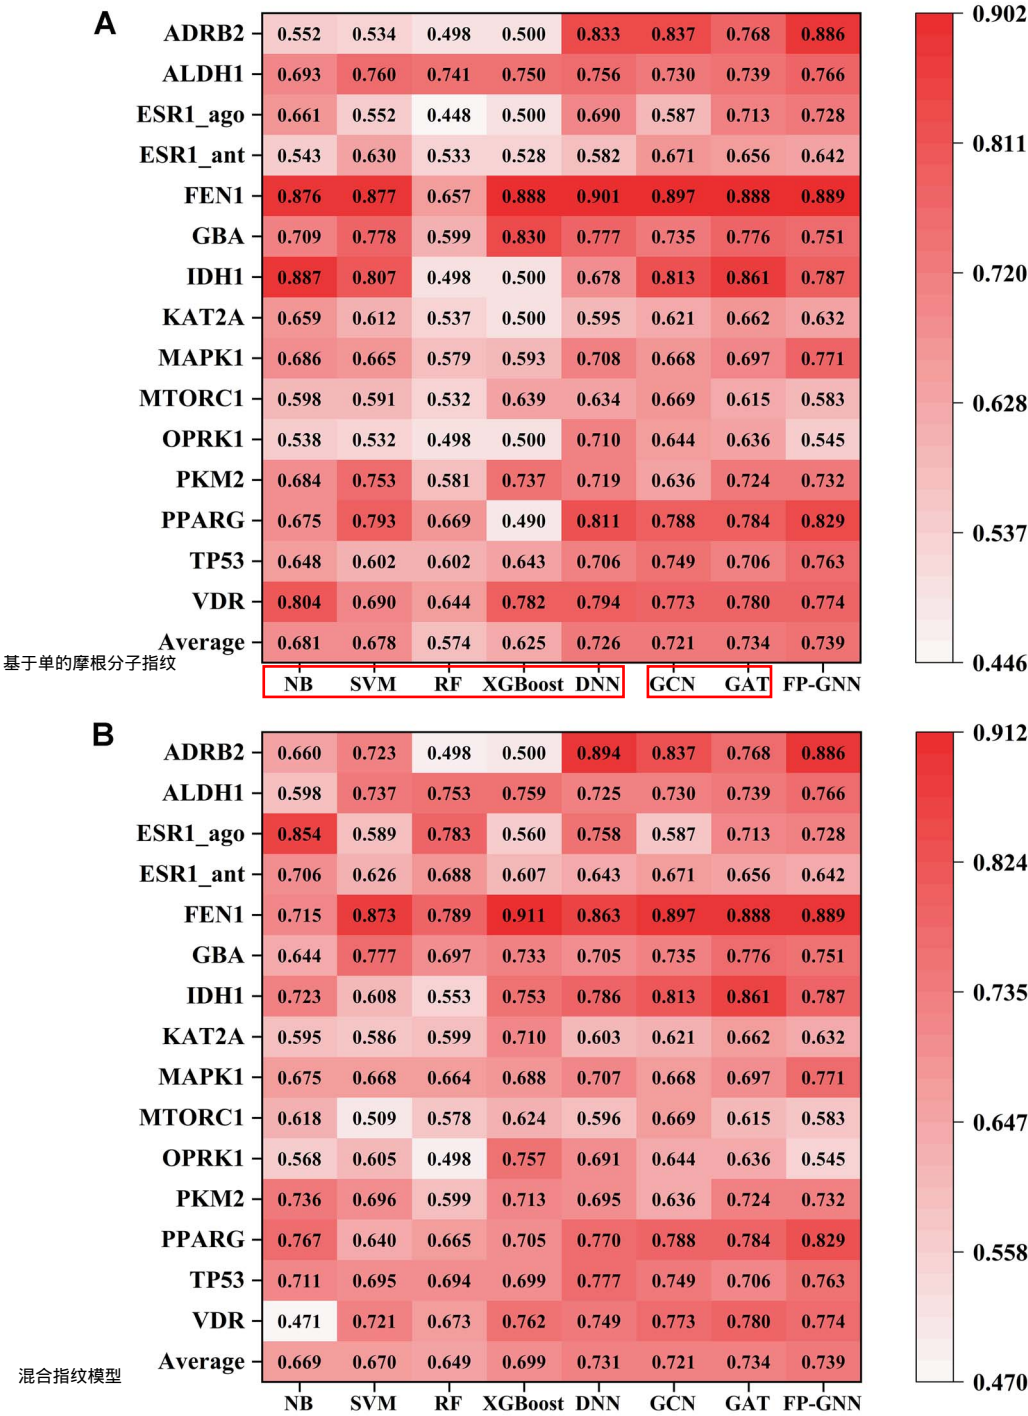 A
ADRB2 0.552 0.534 0.498 0.500 0.833 0.837 0.768 0.886
ALDH1 0.693 0.760 0.741 0.750 0.756 0.730 0.739 0.766
ESR1_ago 0.661 0.552 0.448 0.500 0.690 0.587 0.713 0.728
ESR1_ant 0.543 0.630 0.533 0.528 0.582 0.671 0.656 0.642
FEN1 0.876 0.877 0.657 0.888 0.901 0.897 0.888 0.889
GBA 0.709 0.778 0.599 0.830 0.777 0.735 0.776 0.751
IDH1 0.887 0.807 0.498 0.500 0.678 0.813 0.861 0.787
KAT2A 0.659 0.612 0.537 0.500 0.595 0.621 0.662 0.632
MAPK1 0.686 0.665 0.579 0.593 0.708 0.668 0.697 0.771
MTORC1 0.598 0.591 0.532 0.639 0.634 0.669 0.615 0.583
OPRK1 0.538 0.532 0.498 0.500 0.710 0.644 0.636 0.545
PKM2 0.684 0.753 0.581 0.737 0.719 0.636 0.724 0.732
PPARG 0.675 0.793 0.669 0.490 0.811 0.788 0.784 0.829
TP53 0.648 0.602 0.602 0.643 0.706 0.749 0.706 0.763
VDR 0.804 0.690 0.644 0.782 0.794 0.773 0.780 0.774
Average 0.681 0.678 0.574 0.625 0.726 0.721 0.734 0.739
基于单的摩根分子指纹
NB SVM RF XGBoost DNN GCN GAT FP-GNN
0.902
0.811
0.720
0.628
0.537
0.446
B
ADRB2 0.660 0.723 0.498 0.500 0.894 0.837 0.768 0.886
ALDH1 0.598 0.737 0.753 0.759 0.725 0.730 0.739 0.766
ESR1_ago 0.854 0.589 0.783 0.560 0.758 0.587 0.713 0.728
ESR1_ant 0.706 0.626 0.688 0.607 0.643 0.671 0.656 0.642
FEN1 0.715 0.873 0.789 0.911 0.863 0.897 0.888 0.889
GBA 0.644 0.777 0.697 0.733 0.705 0.735 0.776 0.751
IDH1 0.723 0.608 0.553 0.753 0.786 0.813 0.861 0.787
KAT2A 0.595 0.586 0.599 0.710 0.603 0.621 0.662 0.632
MAPK1 0.675 0.668 0.664 0.688 0.707 0.668 0.697 0.771
MTORC1 0.618 0.509 0.578 0.624 0.596 0.669 0.615 0.583
OPRK1 0.568 0.605 0.498 0.757 0.691 0.644 0.636 0.545
PKM2 0.736 0.696 0.599 0.713 0.695 0.636 0.724 0.732
PPARG 0.767 0.640 0.665 0.705 0.770 0.788 0.784 0.829
TP53 0.711 0.695 0.694 0.699 0.777 0.749 0.706 0.763
VDR 0.471 0.721 0.673 0.762 0.749 0.773 0.780 0.774
Average 0.669 0.670 0.649 0.699 0.731 0.721 0.734 0.739
混合指纹模型
NB SVM RF XGBoost DNN GCN GAT FP-GNN
0.912
0.824
0.735
0.647
0.558
0.470